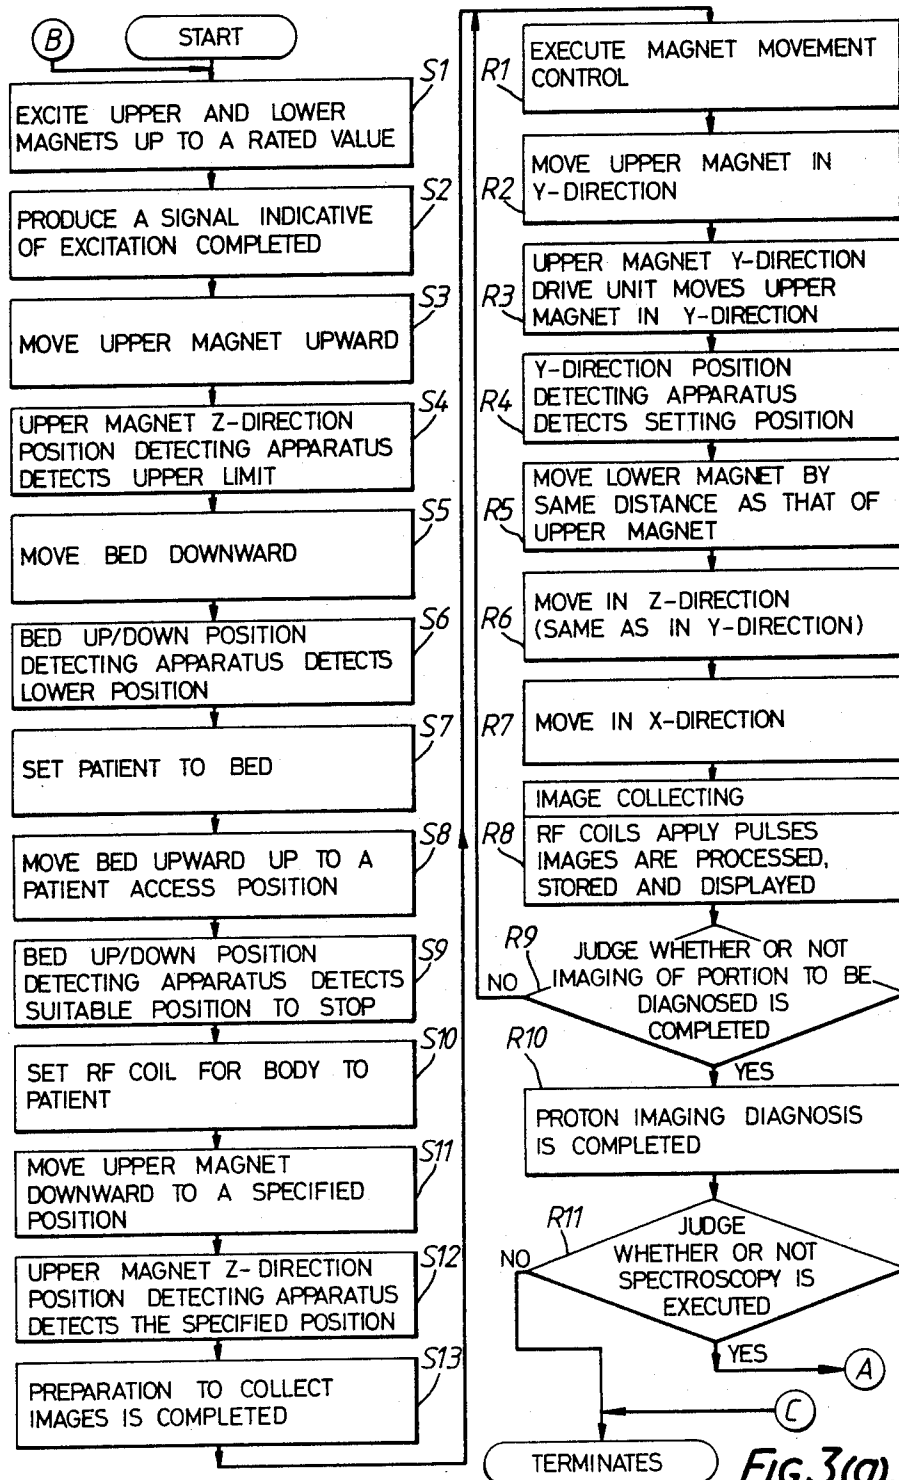 B
START
S1
EXCITE UPPER AND LOWER
MAGNETS UP TO A RATED VALUE
S2
PRODUCE A SIGNAL INDICATIVE
OF EXCITATION COMPLETED
S3
MOVE UPPER MAGNET UPWARD
S4
UPPER MAGNET Z-DIRECTION
POSITION DETECTING APPARATUS
DETECTS UPPER LIMIT
S5
MOVE BED DOWNWARD
S6
BED UP/DOWN POSITION
DETECTING APPARATUS DETECTS
LOWER POSITION
S7
SET PATIENT TO BED
S8
MOVE BED UPWARD UP TO A
PATIENT ACCESS POSITION
S9
BED UP/DOWN POSITION
DETECTING APPARATUS DETECTS
SUITABLE POSITION TO STOP
S10
SET RF COIL FOR BODY TO
PATIENT
S11
MOVE UPPER MAGNET
DOWNWARD TO A SPECIFIED
POSITION
S12
UPPER MAGNET Z-DIRECTION
POSITION DETECTING APPARATUS
DETECTS THE SPECIFIED POSITION
S13
PREPARATION TO COLLECT
IMAGES IS COMPLETED
R1
EXECUTE MAGNET MOVEMENT
CONTROL
R2
MOVE UPPER MAGNET IN
Y-DIRECTION
R3
UPPER MAGNET Y-DIRECTION
DRIVE UNIT MOVES UPPER
MAGNET IN Y-DIRECTION
R4
Y-DIRECTION POSITION
DETECTING APPARATUS
DETECTS SETTING POSITION
R5
MOVE LOWER MAGNET BY
SAME DISTANCE AS THAT OF
UPPER MAGNET
R6
MOVE IN Z-DIRECTION
(SAME AS IN Y-DIRECTION)
R7
MOVE IN X-DIRECTION
R8
IMAGE COLLECTING
RF COILS APPLY PULSES
IMAGES ARE PROCESSED,
STORED AND DISPLAYED
R9
NO
JUDGE WHETHER OR NOT
IMAGING OF PORTION TO BE
DIAGNOSED IS
COMPLETED
YES
R10
PROTON IMAGING DIAGNOSIS
IS COMPLETED
R11
NO
JUDGE
WHETHER OR NOT
SPECTROSCOPY IS
EXECUTED
YES
A
C
TERMINATES
FIG.3(a)